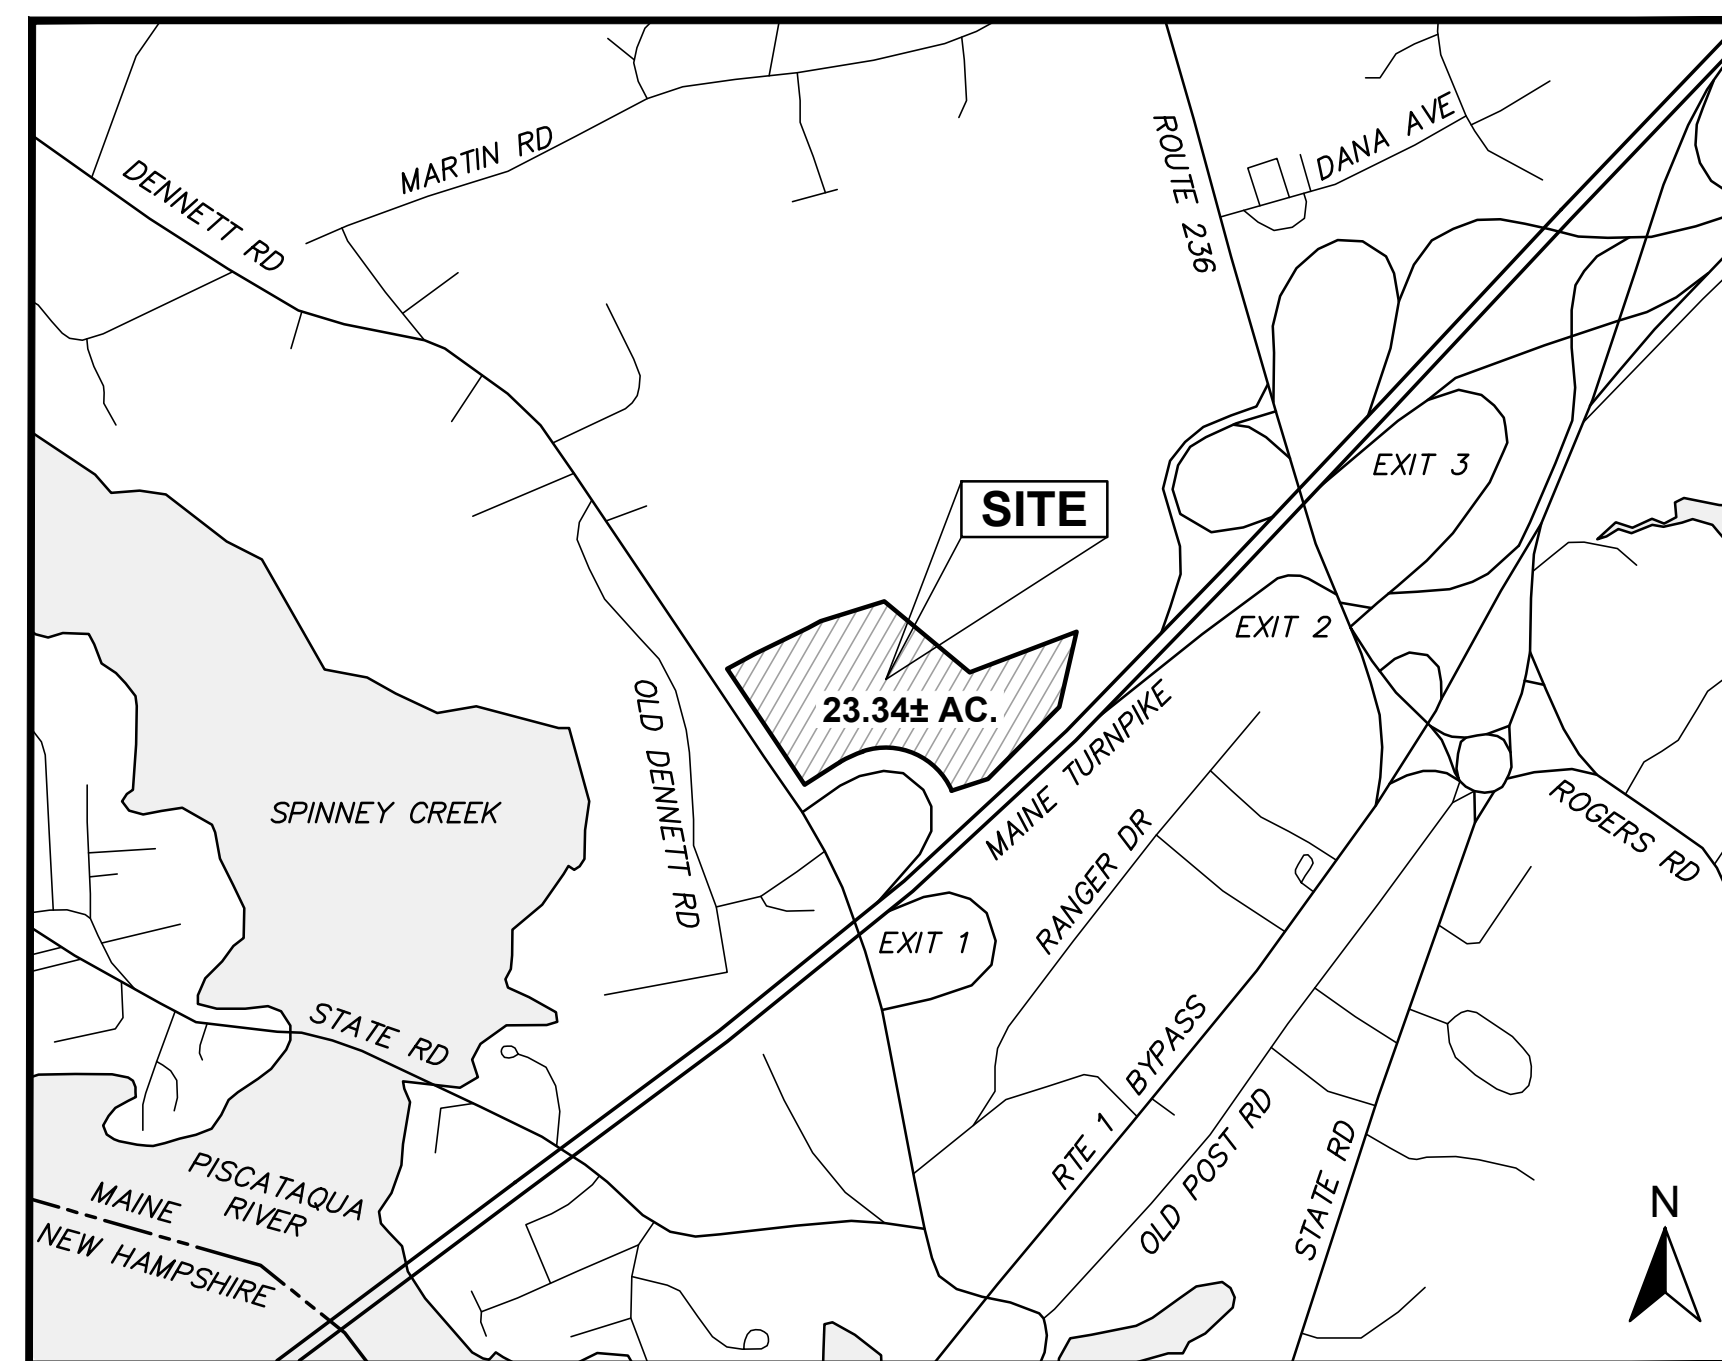 MARTIN RD
DENNETT RD
ROUTE 236
DANA AVE
EXIT 3
SITE
EXIT 2
23.34± AC.
OLD DENNETT RD
MAINE TURNPIKE
SPINNEY CREEK
RANGER DR
ROGERS RD
EXIT 1
STATE RD
RTE 1 BYPASS
OLD POST RD
STATE RD
PISCATAQUA
RIVER
MAINE
NEW HAMPSHIRE
N